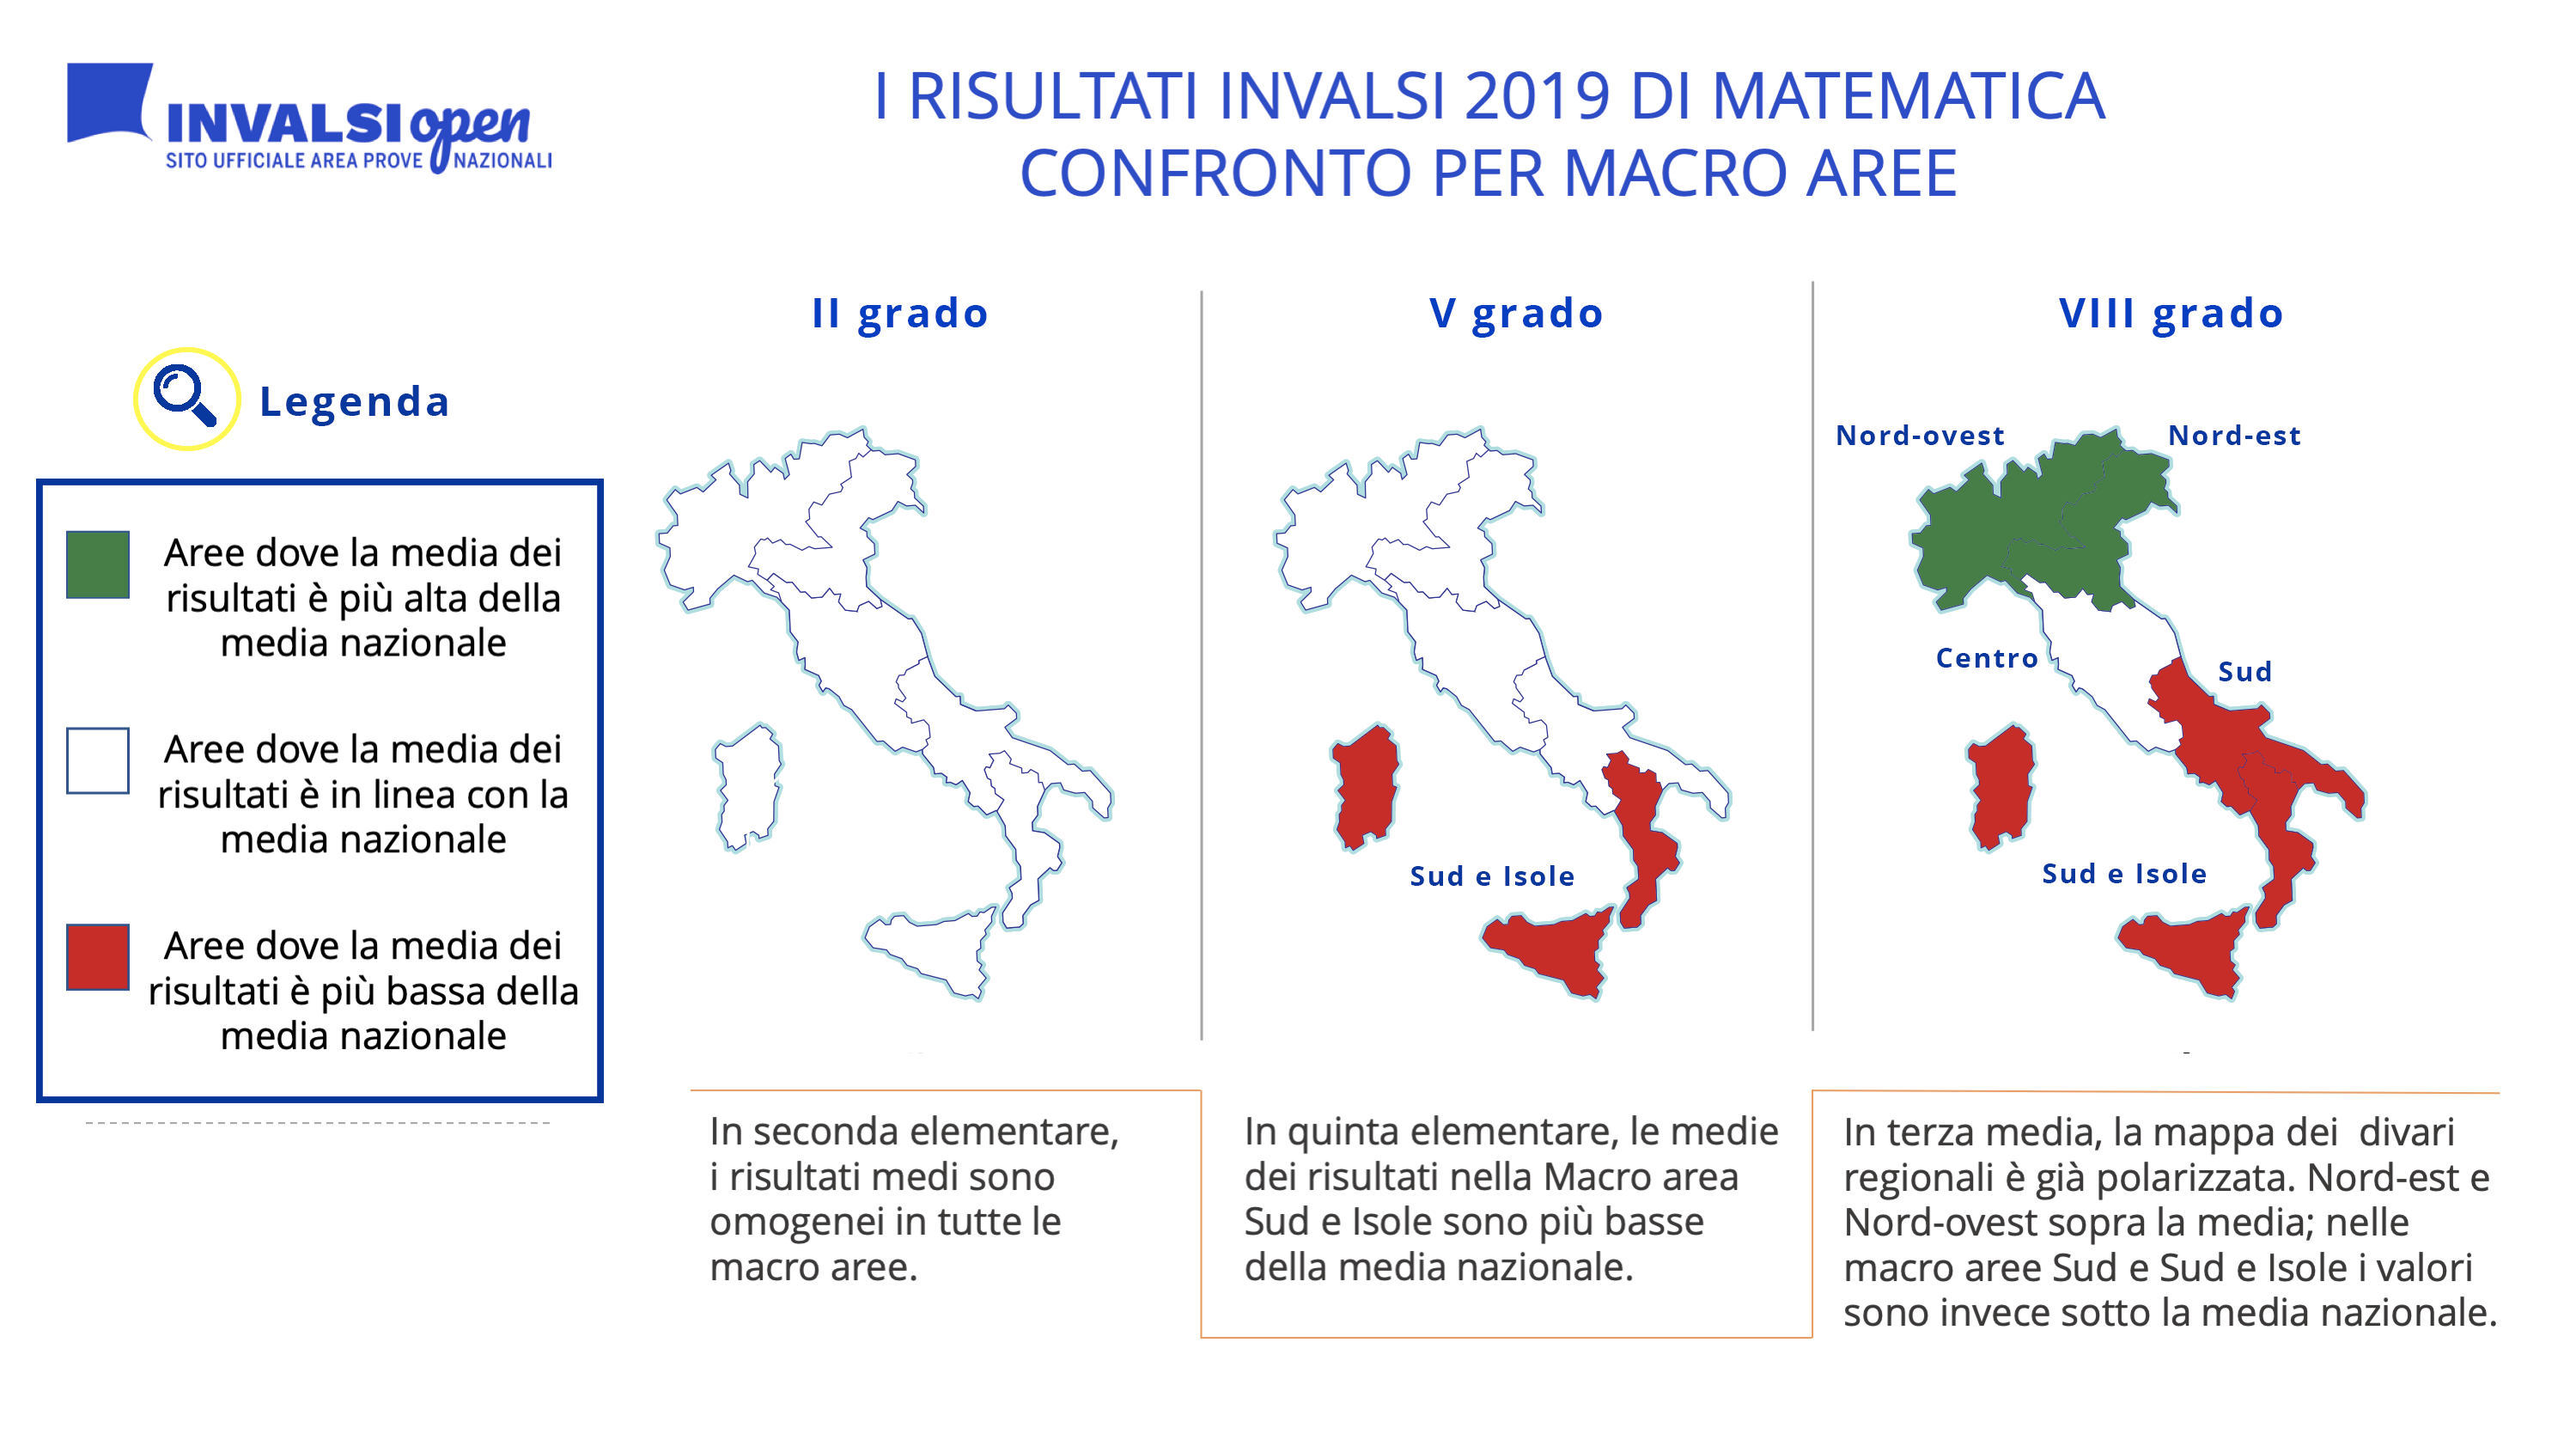 INVALSI open
SITO UFFICIALE AREA PROVE NAZIONALI
I RISULTATI INVALSI 2019 DI MATEMATICA
CONFRONTO PER MACRO AREE
Legenda
Aree dove la media dei
risultati è più alta della
media nazionale
Aree dove la media dei
risultati è in linea con la
media nazionale
Aree dove la media dei
risultati è più bassa della
media nazionale
II grado
In seconda elementare,
i risultati medi sono
omogenei in tutte le
macro aree.
V grado
Sud e Isole
In quinta elementare, le medie
dei risultati nella Macro area
Sud e Isole sono più basse
della media nazionale.
VIII grado
Nord-ovest
Nord-est
Centro
Sud
Sud e Isole
In terza media, la mappa dei  divari
regionali è già polarizzata. Nord-est e
Nord-ovest sopra la media; nelle
macro aree Sud e Sud e Isole i valori
sono invece sotto la media nazionale.